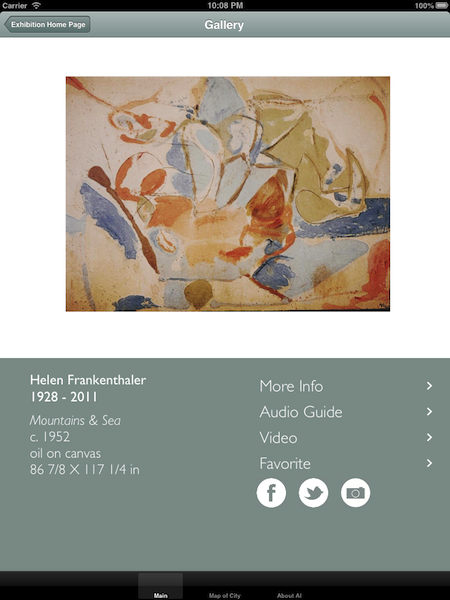 Carrier 10:08 PM 100%
Exhibition Home Page Gallery
Helen Frankenthaler
1928 - 2011
Mountains & Sea
c. 1952
oil on canvas
86 7/8 X 117 1/4 in
More Info
Audio Guide
Video
Favorite
Main Map of City About AI